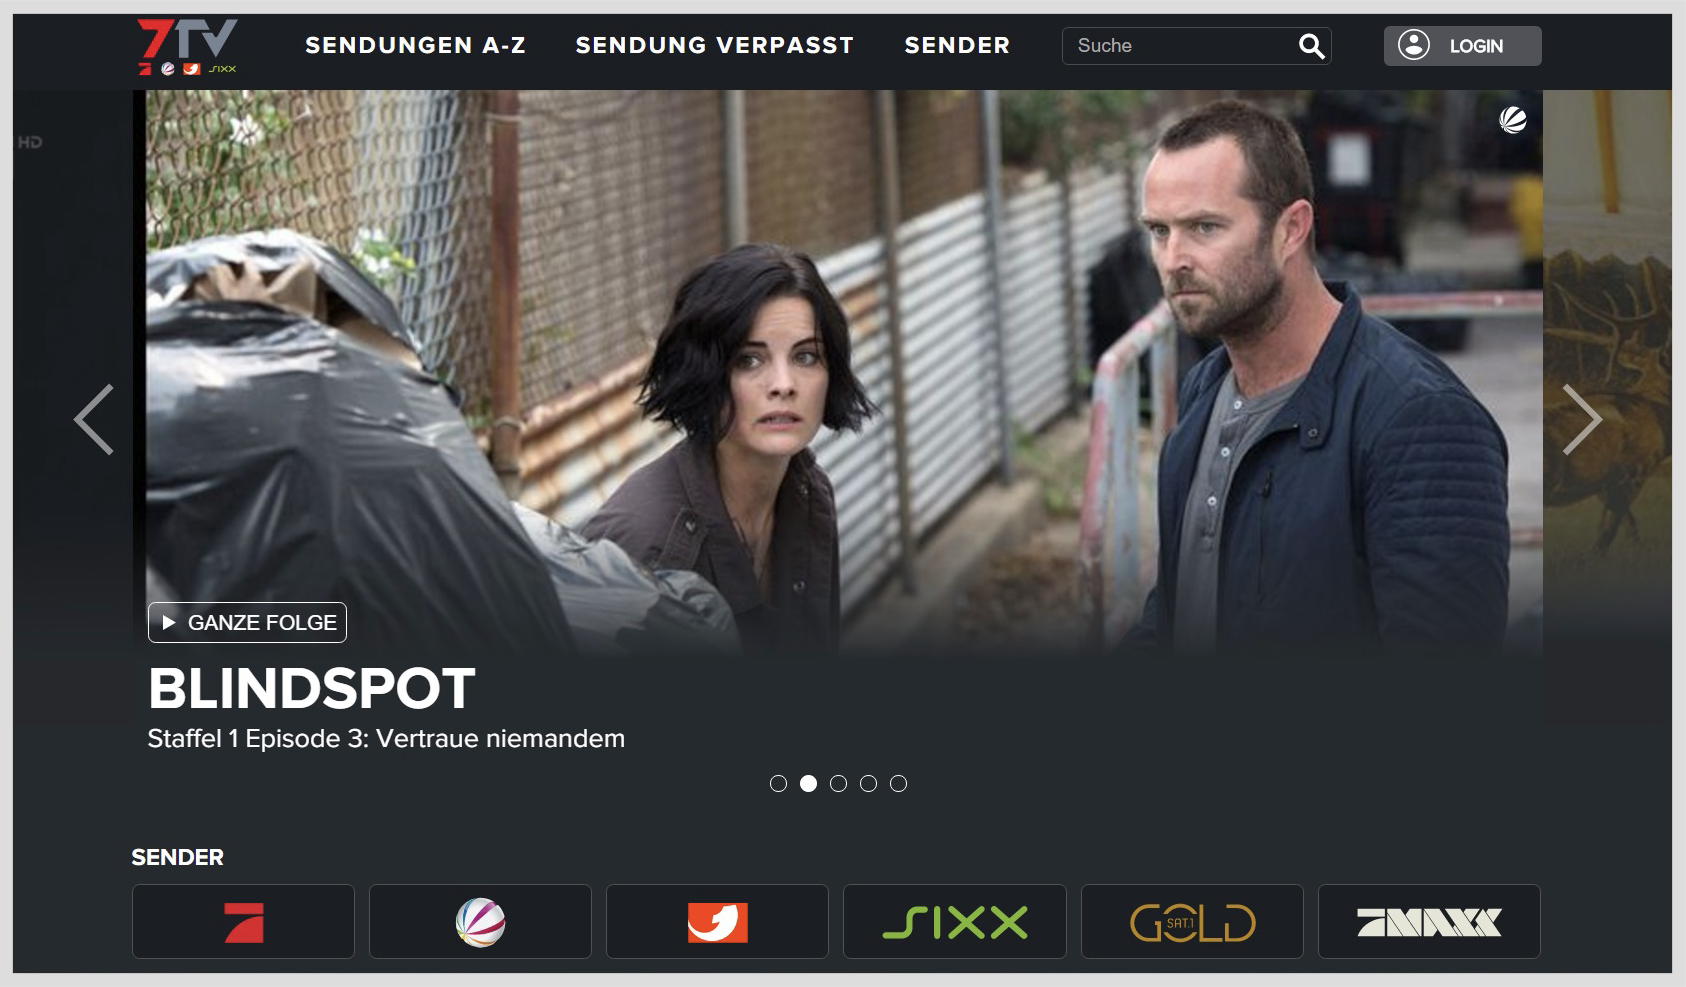 7TV
SENDUNGEN A-Z
SENDUNG VERPASST
SENDER
Suche
LOGIN
sixx
HD
GANZE FOLGE
BLINDSPOT
Staffel 1 Episode 3: Vertraue niemandem
SENDER
sixx
GOLD
SAT.1
7MAXX